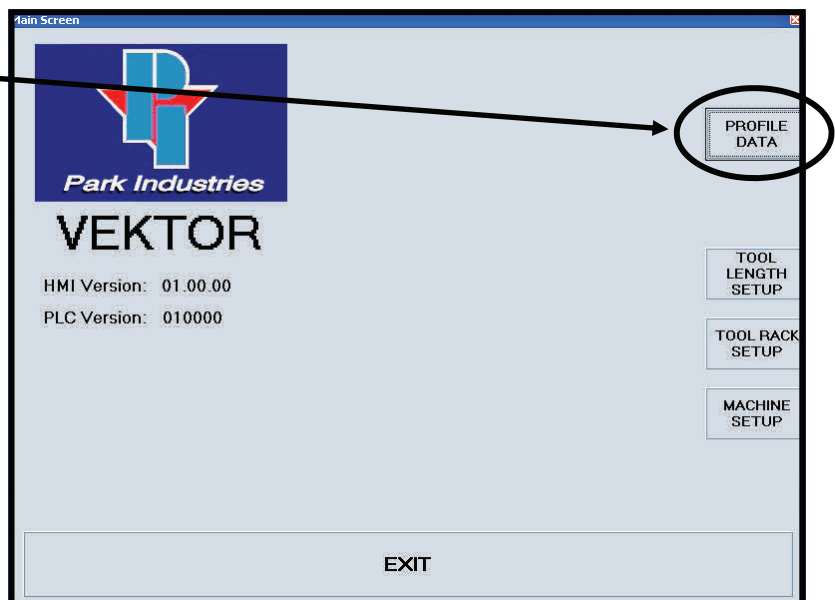 Main Screen
PROFILE
DATA
Park Industries
VEKTOR
HMI Version: 01.00.00
PLC Version: 010000
TOOL
LENGTH
SETUP
TOOL RACK
SETUP
MACHINE
SETUP
EXIT